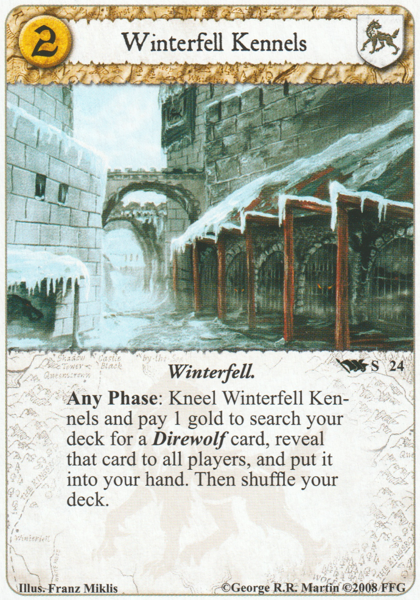 2
Winterfell Kennels
S 24
Winterfell.
Any Phase: Kneel Winterfell Ken-
nels and pay 1 gold to search your
deck for a Direwolf card, reveal
that card to all players, and put it
into your hand. Then shuffle your
deck.
Winterfell
Illus. Franz Miklis ©George R.R. Martin ©2008 FFG